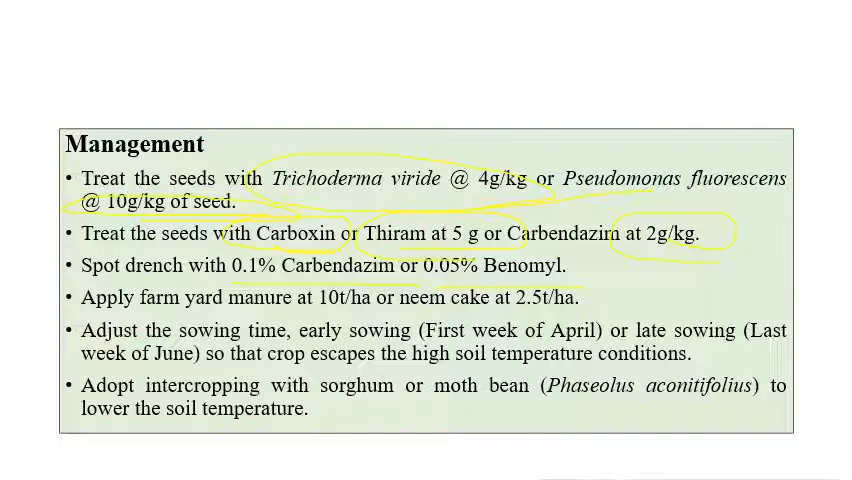 Management
• Treat the seeds with Trichoderma viride @ 4g/kg or Pseudomonas fluorescens
@ 10g/kg of seed.
• Treat the seeds with Carboxin or Thiram at 5 g or Carbendazim at 2g/kg.
• Spot drench with 0.1% Carbendazim or 0.05% Benomyl.
• Apply farm yard manure at 10t/ha or neem cake at 2.5t/ha.
• Adjust the sowing time, early sowing (First week of April) or late sowing (Last
week of June) so that crop escapes the high soil temperature conditions.
• Adopt intercropping with sorghum or moth bean (Phaseolus aconitifolius) to
lower the soil temperature.